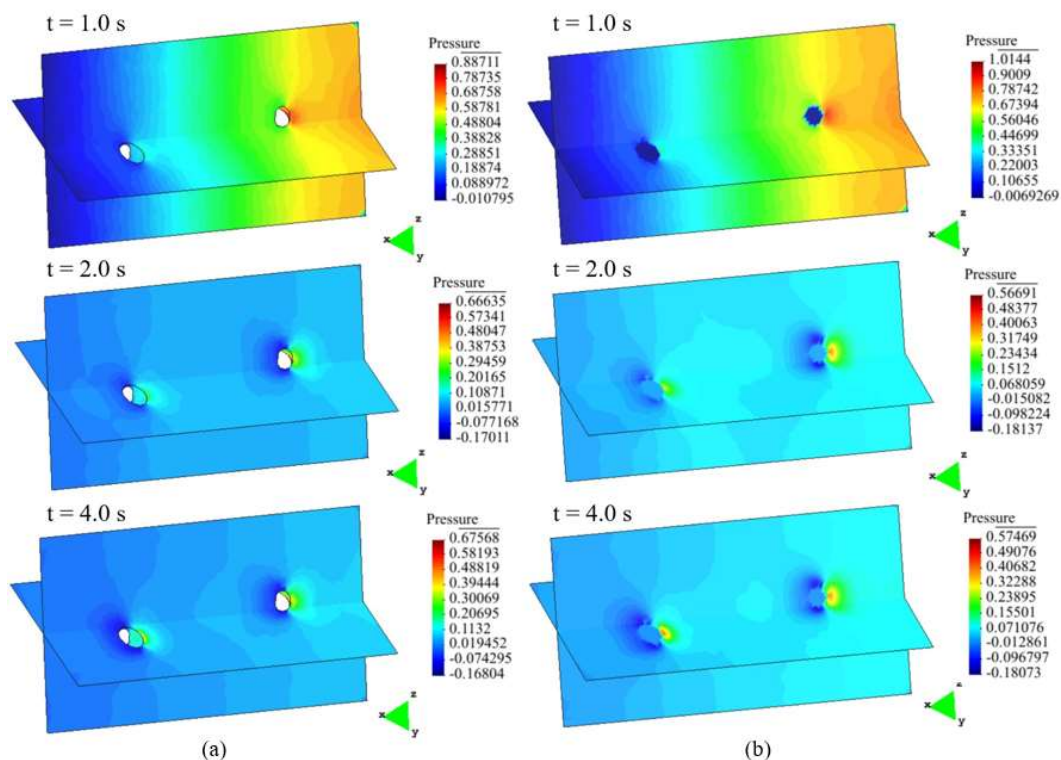 t = 1.0 s
Pressure
0.88711
0.78735
0.68758
0.58781
0.48804
0.38828
0.28851
0.18874
0.088972
-0.010795
x
z
y
t = 1.0 s
Pressure
1.0144
0.9009
0.78742
0.67394
0.56046
0.44699
0.33351
0.22003
0.10655
-0.0069269
x
z
y
t = 2.0 s
Pressure
0.66635
0.57341
0.48047
0.38753
0.29459
0.20165
0.10871
0.015771
-0.077168
-0.17011
x
z
y
t = 2.0 s
Pressure
0.56691
0.48377
0.40063
0.31749
0.23434
0.1512
0.068059
-0.015082
-0.098224
-0.18137
x
z
y
t = 4.0 s
Pressure
0.67568
0.58193
0.48819
0.39444
0.30069
0.20695
0.1132
0.019452
-0.074295
-0.16804
x
z
y
t = 4.0 s
Pressure
0.57469
0.49076
0.40682
0.32288
0.23895
0.15501
0.071076
-0.012861
-0.096797
-0.18073
x
y
(a)
(b)